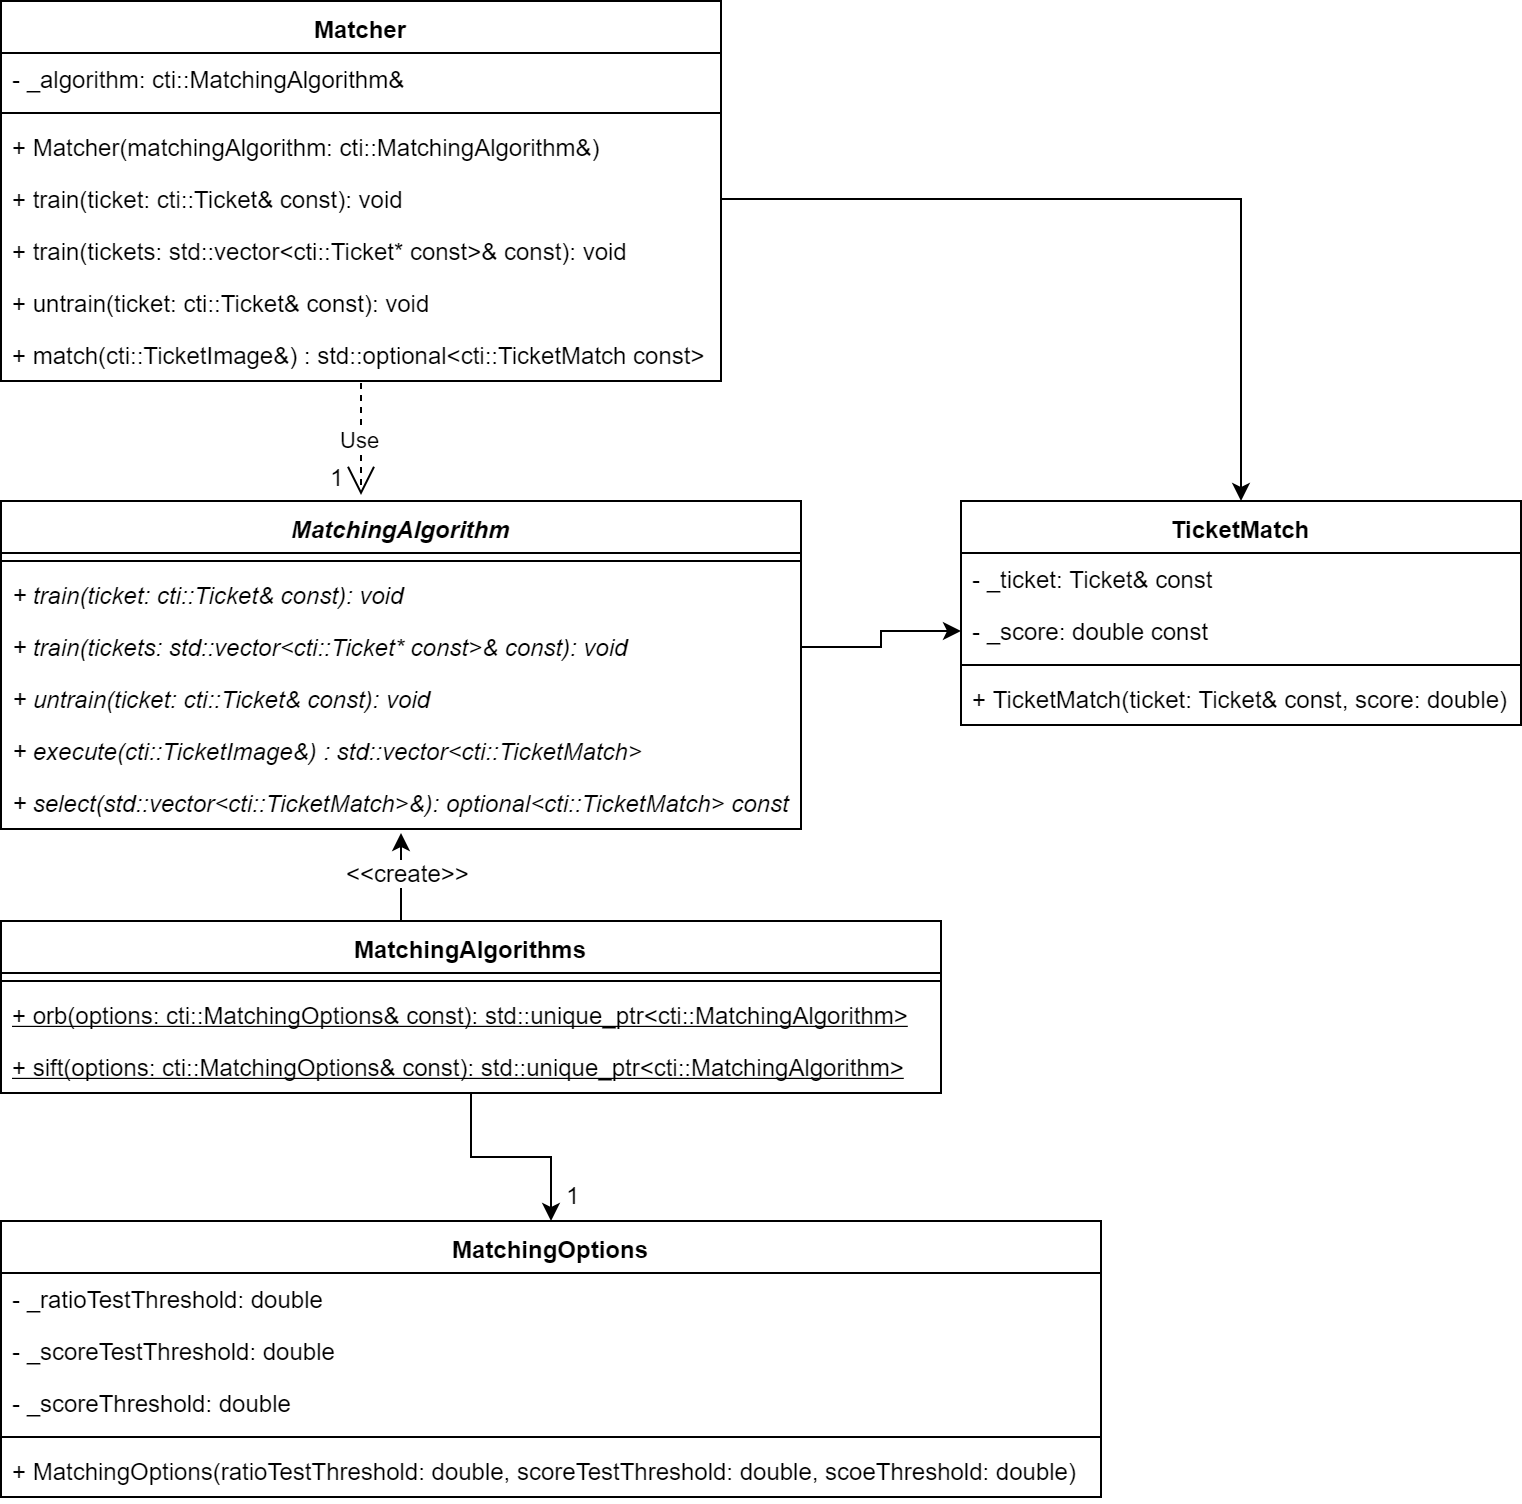 Matcher
- _algorithm: cti::MatchingAlgorithm&
+ Matcher(matchingAlgorithm: cti::MatchingAlgorithm&)
+ train(ticket: cti::Ticket& const): void
+ train(tickets: std::vector<cti::Ticket* const>& const): void
+ untrain(ticket: cti::Ticket& const): void
+ match(cti::TicketImage&) : std::optional<cti::TicketMatch const>
Use
1
MatchingAlgorithm
+ train(ticket: cti::Ticket& const): void
+ train(tickets: std::vector<cti::Ticket* const>& const): void
+ untrain(ticket: cti::Ticket& const): void
+ execute(cti::TicketImage&) : std::vector<cti::TicketMatch>
+ select(std::vector<cti::TicketMatch>&): optional<cti::TicketMatch> const
TicketMatch
- _ticket: Ticket& const
- _score: double const
+ TicketMatch(ticket: Ticket& const, score: double)
<<create>>
MatchingAlgorithms
+ orb(options: cti::MatchingOptions& const): std::unique_ptr<cti::MatchingAlgorithm>
+ sift(options: cti::MatchingOptions& const): std::unique_ptr<cti::MatchingAlgorithm>
1
MatchingOptions
- _ratioTestThreshold: double
- _scoreTestThreshold: double
- _scoreThreshold: double
+ MatchingOptions(ratioTestThreshold: double, scoreTestThreshold: double, scoeThreshold: double)